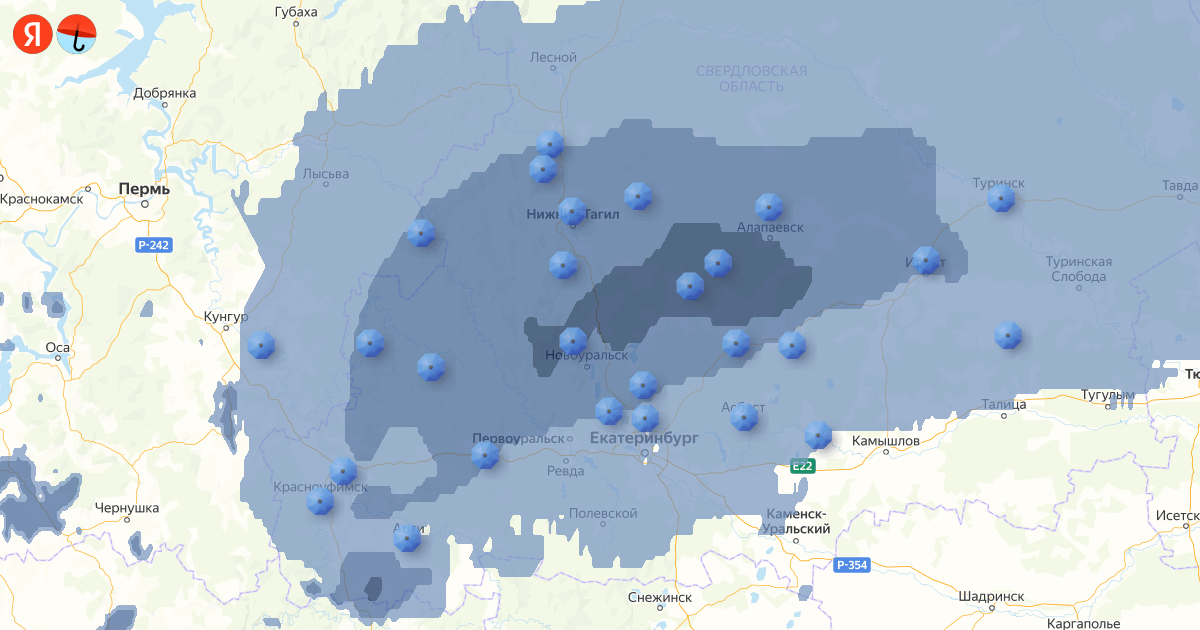 Губаха
Я
Лесной
СВЕРДЛОВСКАЯ
ОБЛАСТЬ
Добрянка
Лысьва
Пермь
Краснокамск
Туринск
Тавда
Нижний Тагил
Алапаевск
Р-242
Туринская
Слобода
Кунгур
Оса
Новоуральск
Тю
Тугулым
Талица
Асбест
Первоуральск
Екатеринбург
Камышлов
Ревда
E22
Красноуфимск
Чернушка
Полевской
Каменск-
Уральский
Исетск
Арти
Р-354
Снежинск
Шадринск
Каргаполье